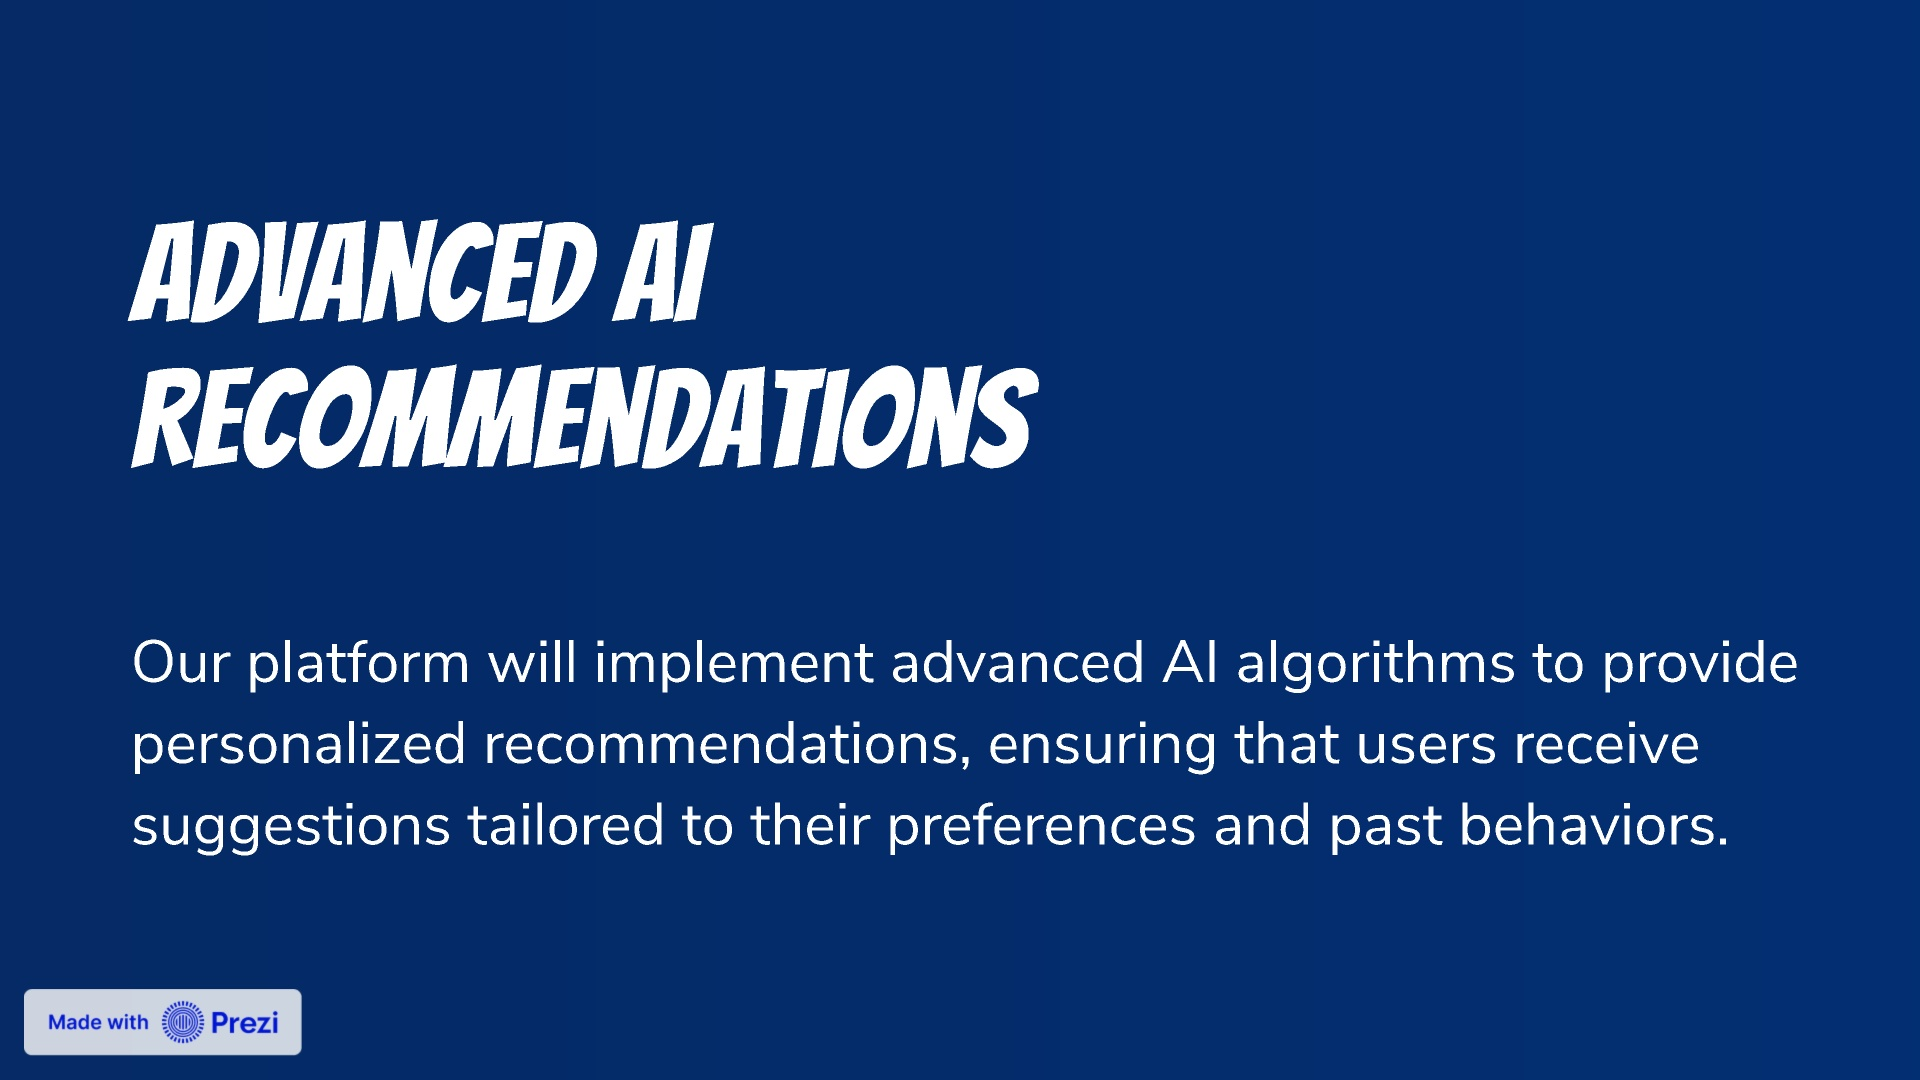 ADVANCED AI
RECOMMENDATIONS
Our platform will implement advanced AI algorithms to provide
personalized recommendations, ensuring that users receive
suggestions tailored to their preferences and past behaviors.
Made with Prezi